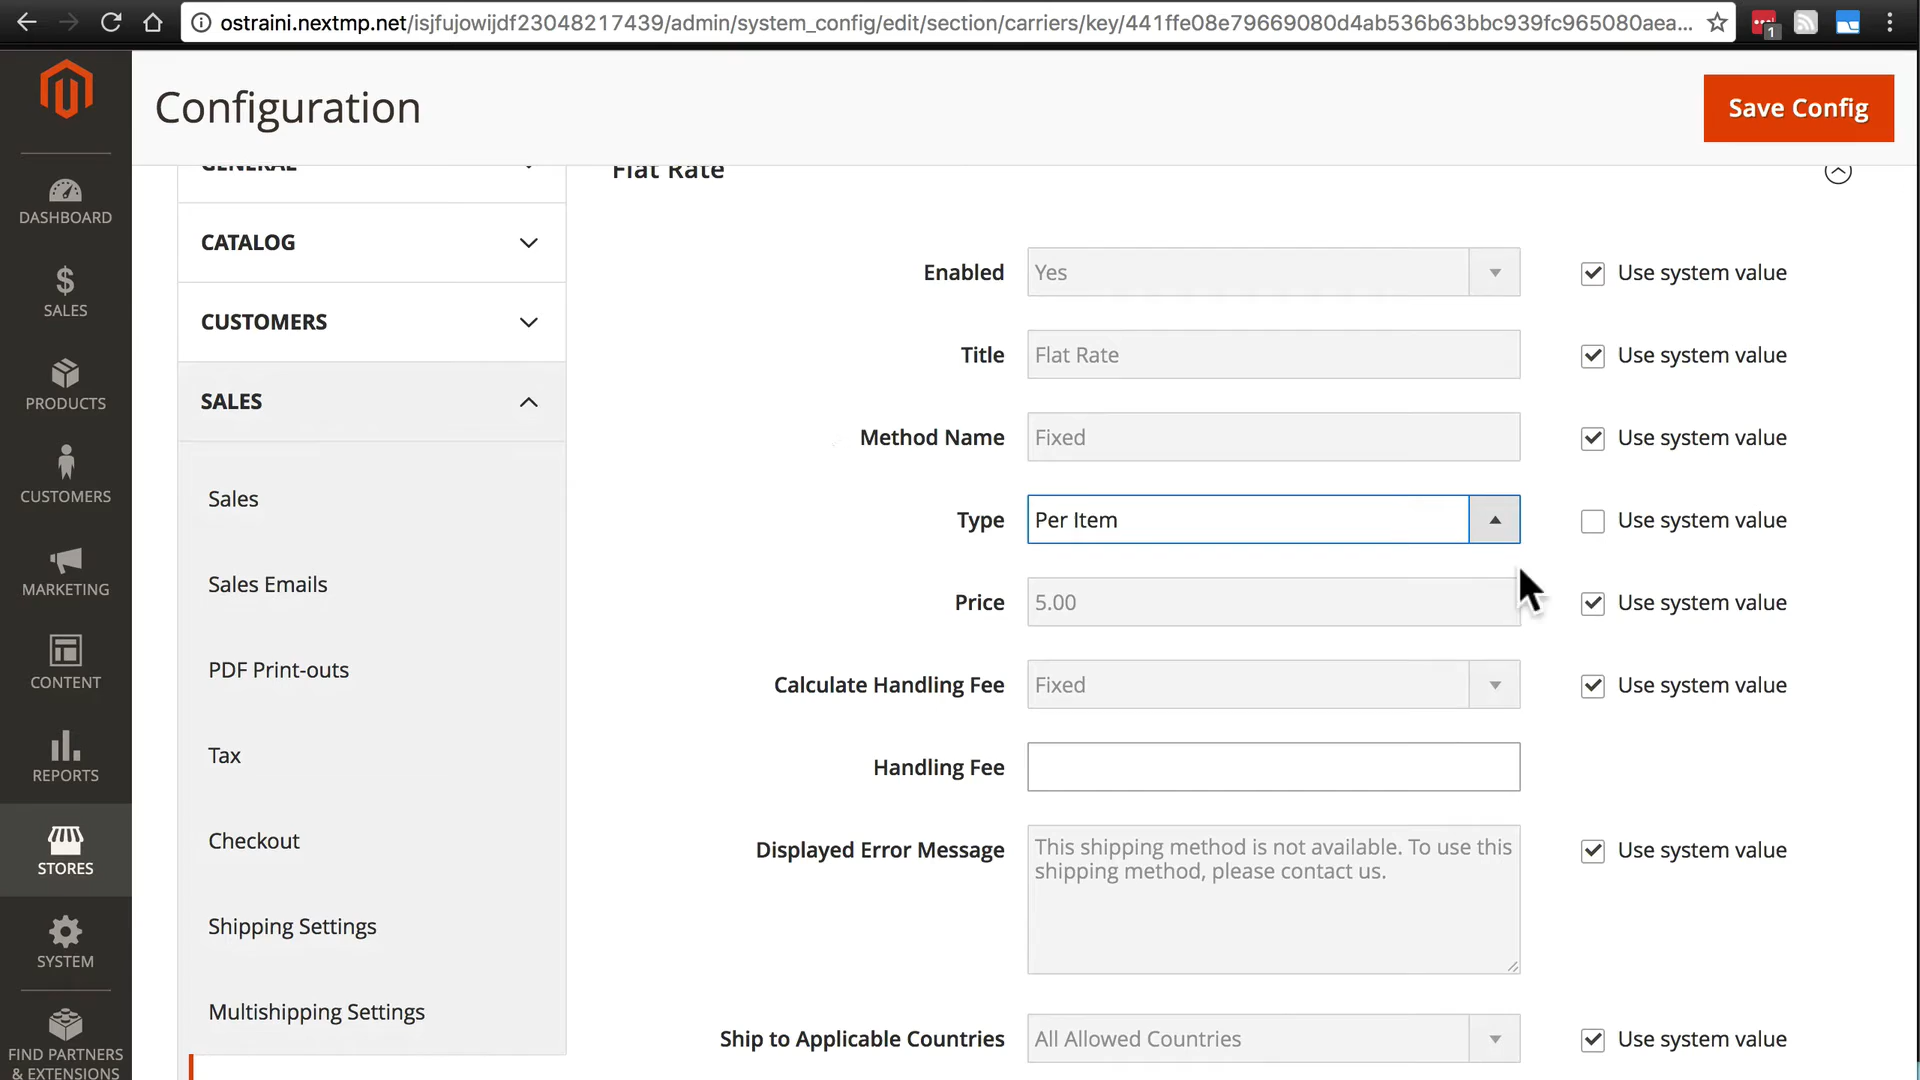 ostraini.nextmp.net/isjfujowijdf23048217439/admin/system_config/edit/section/carriers/key/441ffe08e79669080d4ab536b63bbc939fc965080aea...
1
Configuration
Save Config
GENERAL
Flat Rate
DASHBOARD
CATALOG
Enabled
Yes
Use system value
SALES
CUSTOMERS
Title
Flat Rate
Use system value
PRODUCTS
SALES
Method Name
Fixed
Use system value
CUSTOMERS
Sales
Type
Per Item
Use system value
MARKETING
Sales Emails
Price
5.00
Use system value
CONTENT
PDF Print-outs
Calculate Handling Fee
Fixed
Use system value
REPORTS
Tax
Handling Fee
STORES
Checkout
Displayed Error Message
This shipping method is not available. To use this
shipping method, please contact us.
Use system value
SYSTEM
Shipping Settings
Multishipping Settings
Ship to Applicable Countries
All Allowed Countries
Use system value
FIND PARTNERS
& EXTENSIONS